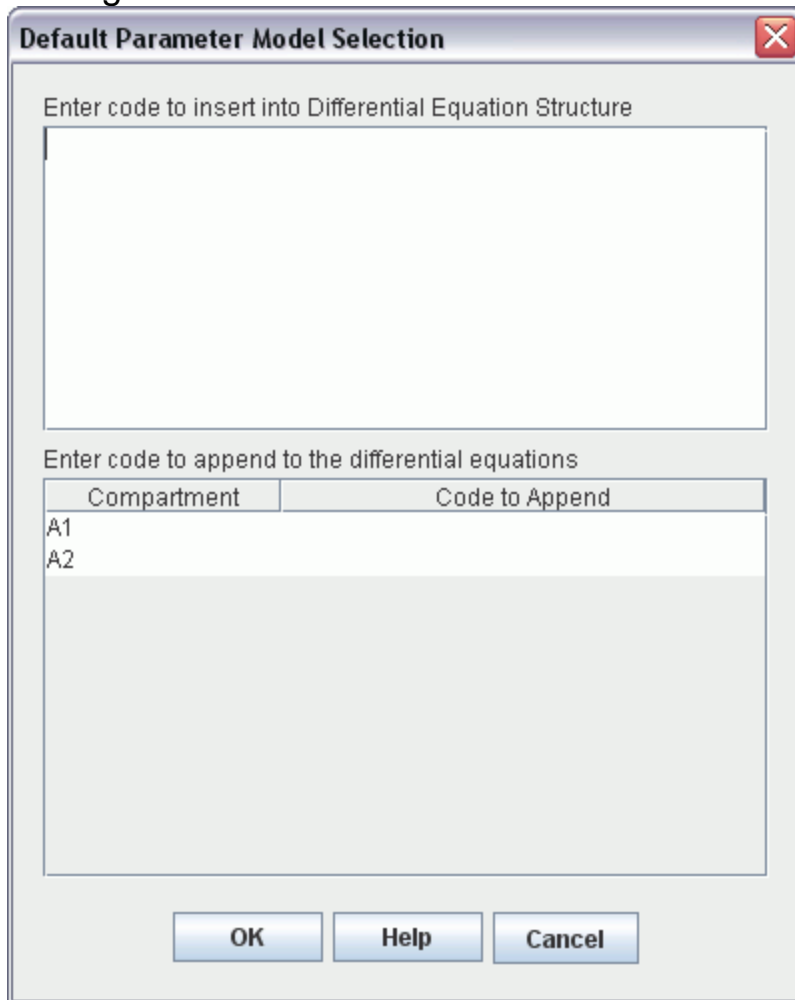 Default Parameter Model Selection
Enter code to insert into Differential Equation Structure
Enter code to append to the differential equations
Compartment Code to Append
A1
A2
OK Help Cancel